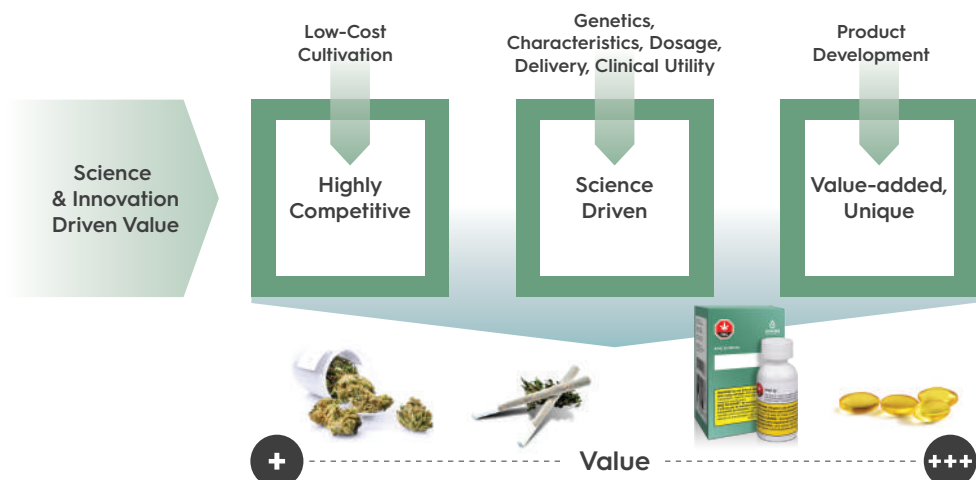 Low-Cost
Cultivation
Genetics,
Characteristics, Dosage,
Delivery, Clinical Utility
Product
Development
Science
& Innovation
Driven Value
Highly
Competitive
Science
Driven
Value-added,
Unique
+
Value
+++